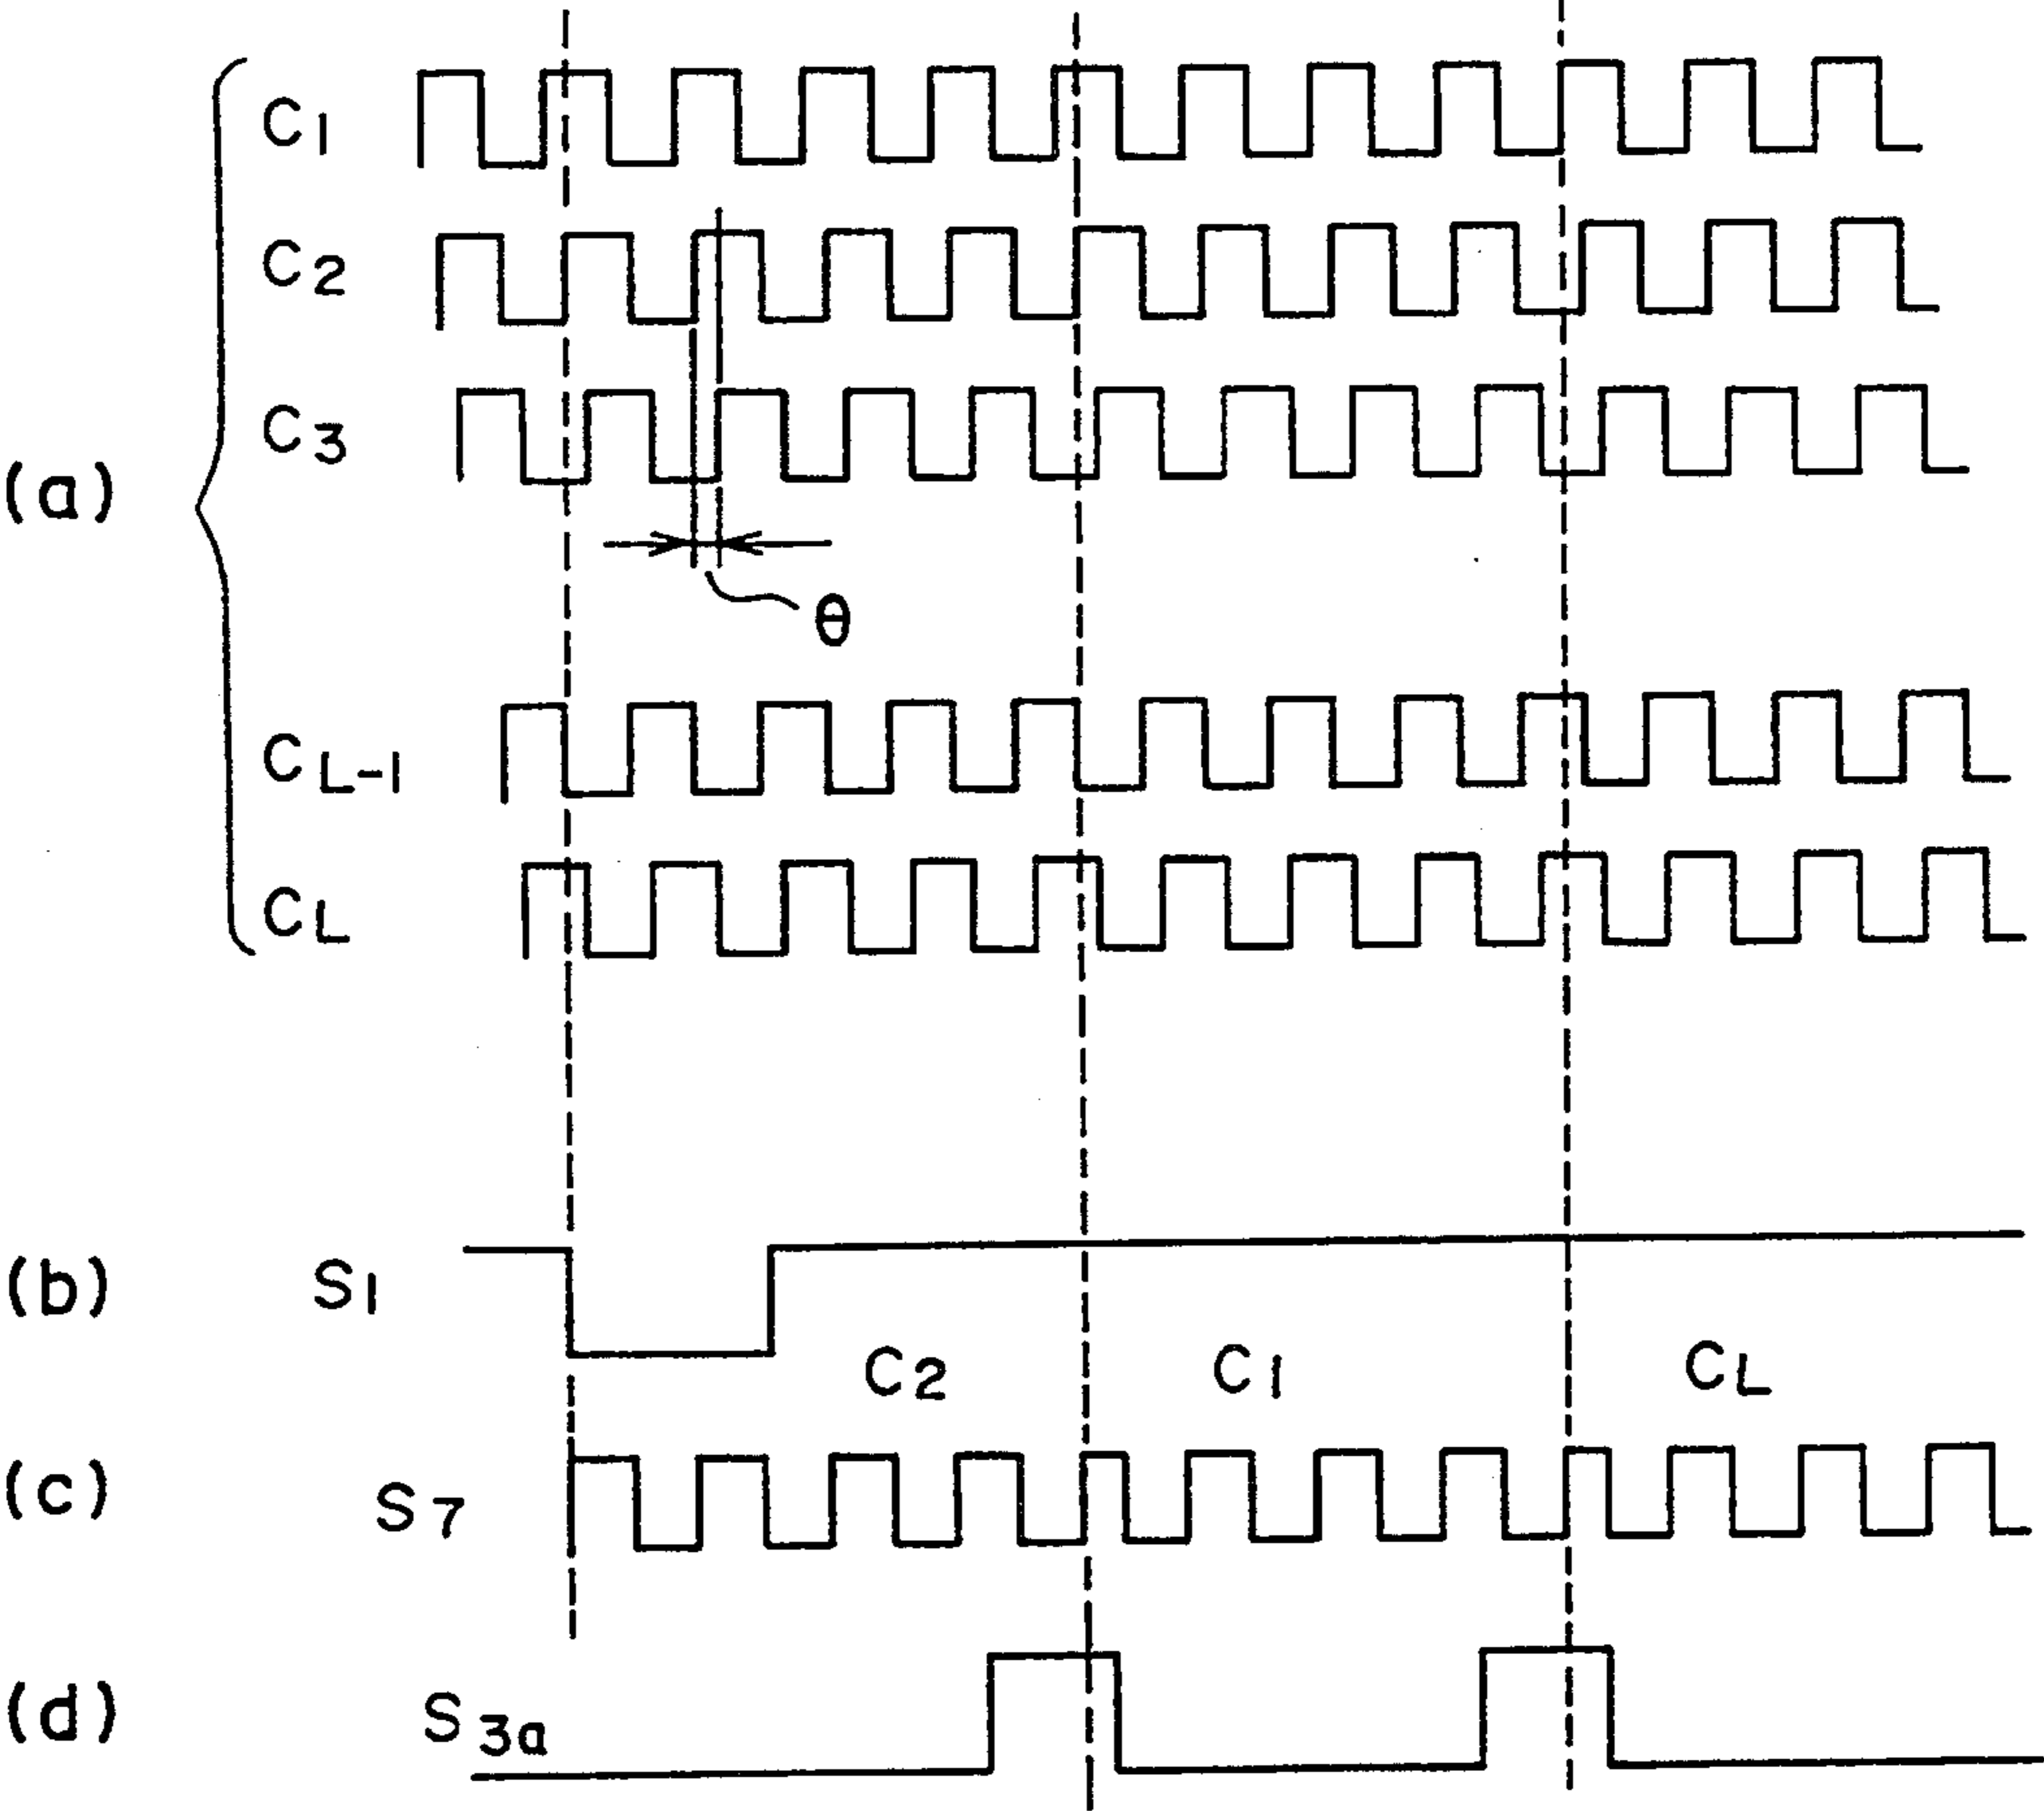 C1
C2
C3
(a)
θ
CL-1
CL
(b) S1
C2 C1 CL
(c) S7
(d) S3a